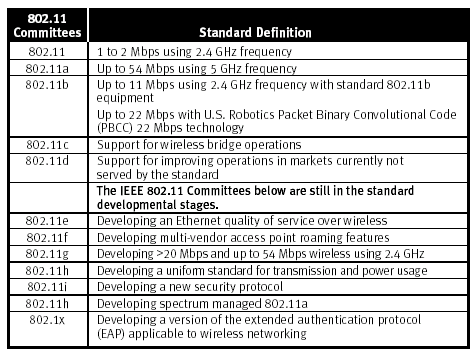 802.11
Committees Standard Definition
802.11 1 to 2 Mbps using 2.4 GHz frequency
802.11a Up to 54 Mbps using 5 GHz frequency
802.11b Up to 11 Mbps using 2.4 GHz frequency with standard 802.11b
equipment
Up to 22 Mbps with U.S. Robotics Packet Binary Convolutional Code
(PBCC) 22 Mbps technology
802.11c Support for wireless bridge operations
802.11d Support for improving operations in markets currently not
served by the standard
The IEEE 802.11 Committees below are still in the standard
developmental stages.
802.11e Developing an Ethernet quality of service over wireless
802.11f Developing multi-vendor access point roaming features
802.11g Developing >20 Mbps and up to 54 Mbps wireless using 2.4 GHz
802.11h Developing a uniform standard for transmission and power usage
802.11i Developing a new security protocol
802.11h Developing spectrum managed 802.11a
802.1x Developing a version of the extended authentication protocol
(EAP) applicable to wireless networking